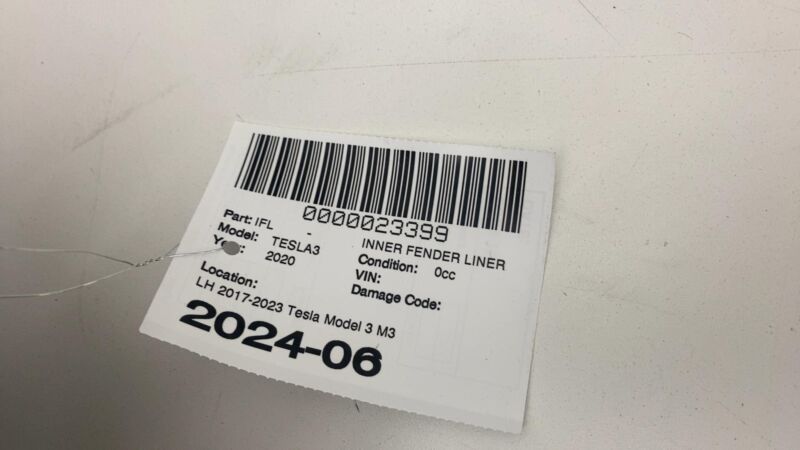 0000023399
Part: IFL - INNER FENDER LINER
Model: TESLA3 Condition: 0cc
2020 VIN:
Damage Code:
Location:
LH 2017-2023 Tesla Model 3 M3
2024-06